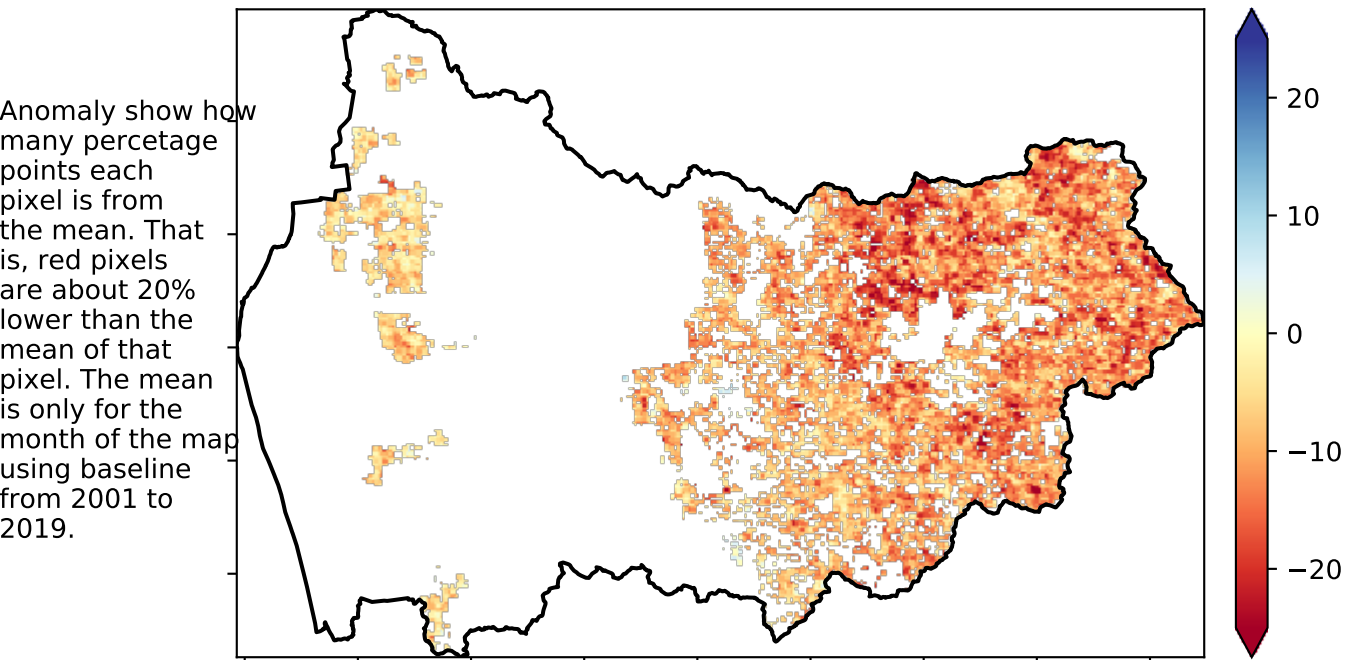 Anomaly show how
many percetage
points each
pixel is from
the mean. That
is, red pixels
are about 20%
lower than the
mean of that
pixel. The mean
is only for the
month of the map
using baseline
from 2001 to
2019.
20
10
0
−10
−20